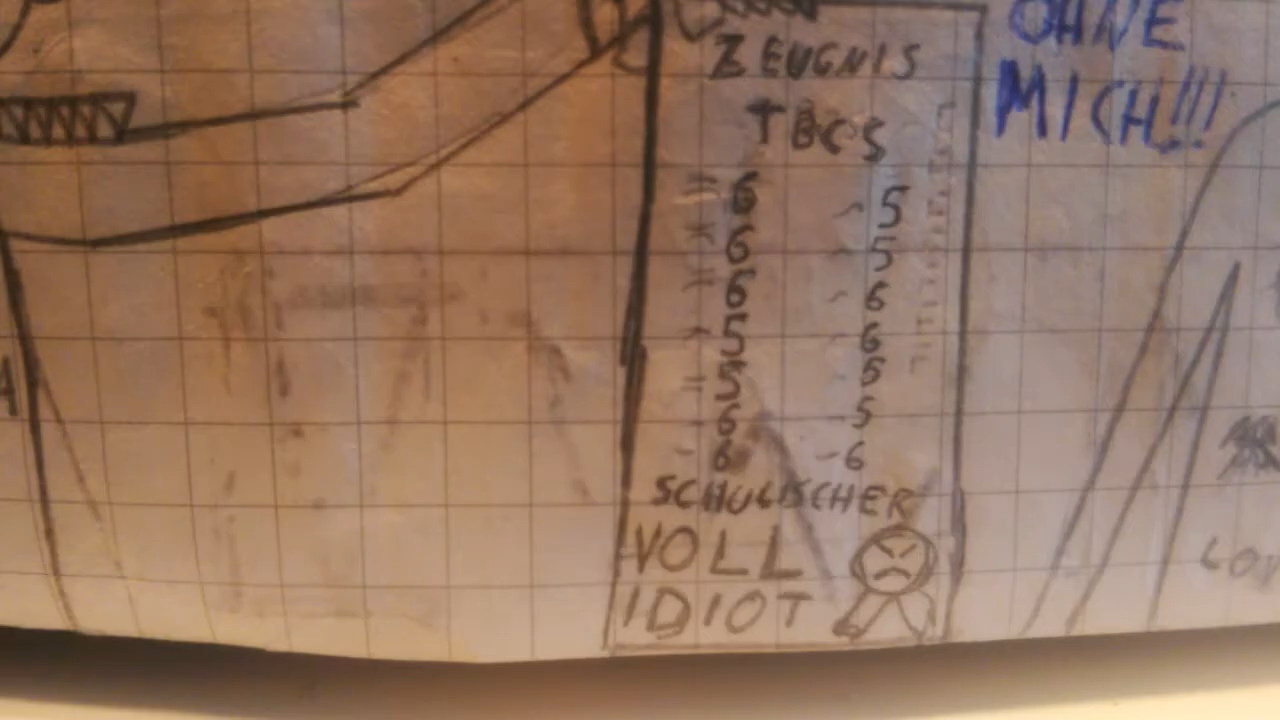 OHNE
MICH!!!
ZEUGNIS
TBCS
= 6 - 5
= 6 5
= 6 - 6
- 5 - 6
= 5 - 5
- 6 - 5
- 6 - 6
SCHULISCHER
VOLL
IDIOT
A